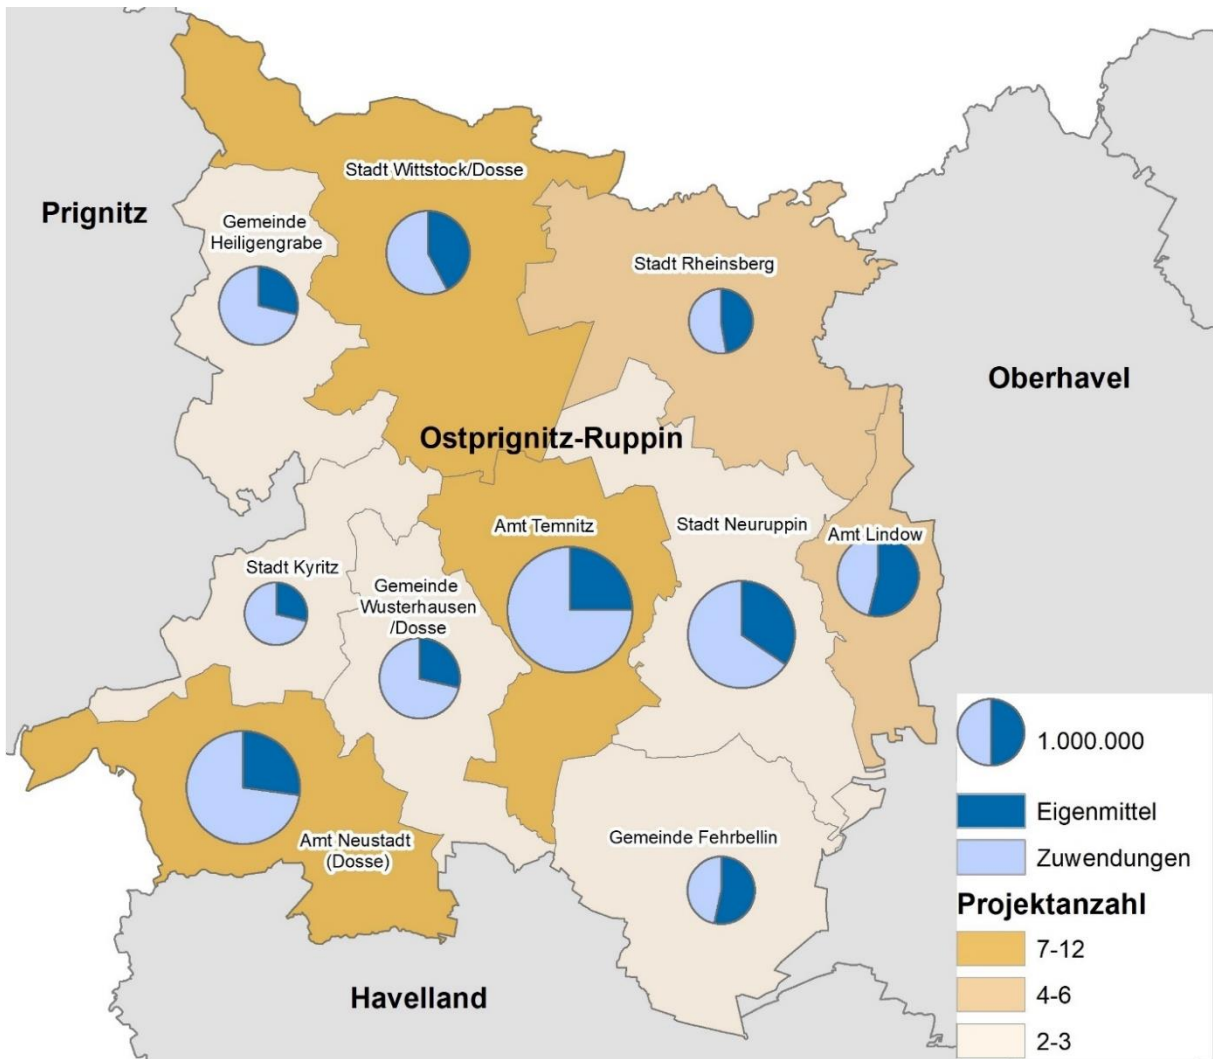 Stadt Wittstock/Dosse
Prignitz
Gemeinde
Heiligengrabe
Stadt Rheinsberg
Oberhavel
Ostprignitz-Ruppin
Amt Temnitz
Stadt Neuruppin
Amt Lindow
Stadt Kyritz
Gemeinde
Wusterhausen
/Dosse
Amt Neustadt
(Dosse)
Gemeinde Fehrbellin
Havelland
1.000.000
Eigenmittel
Zuwendungen
Projektanzahl
7-12
4-6
2-3